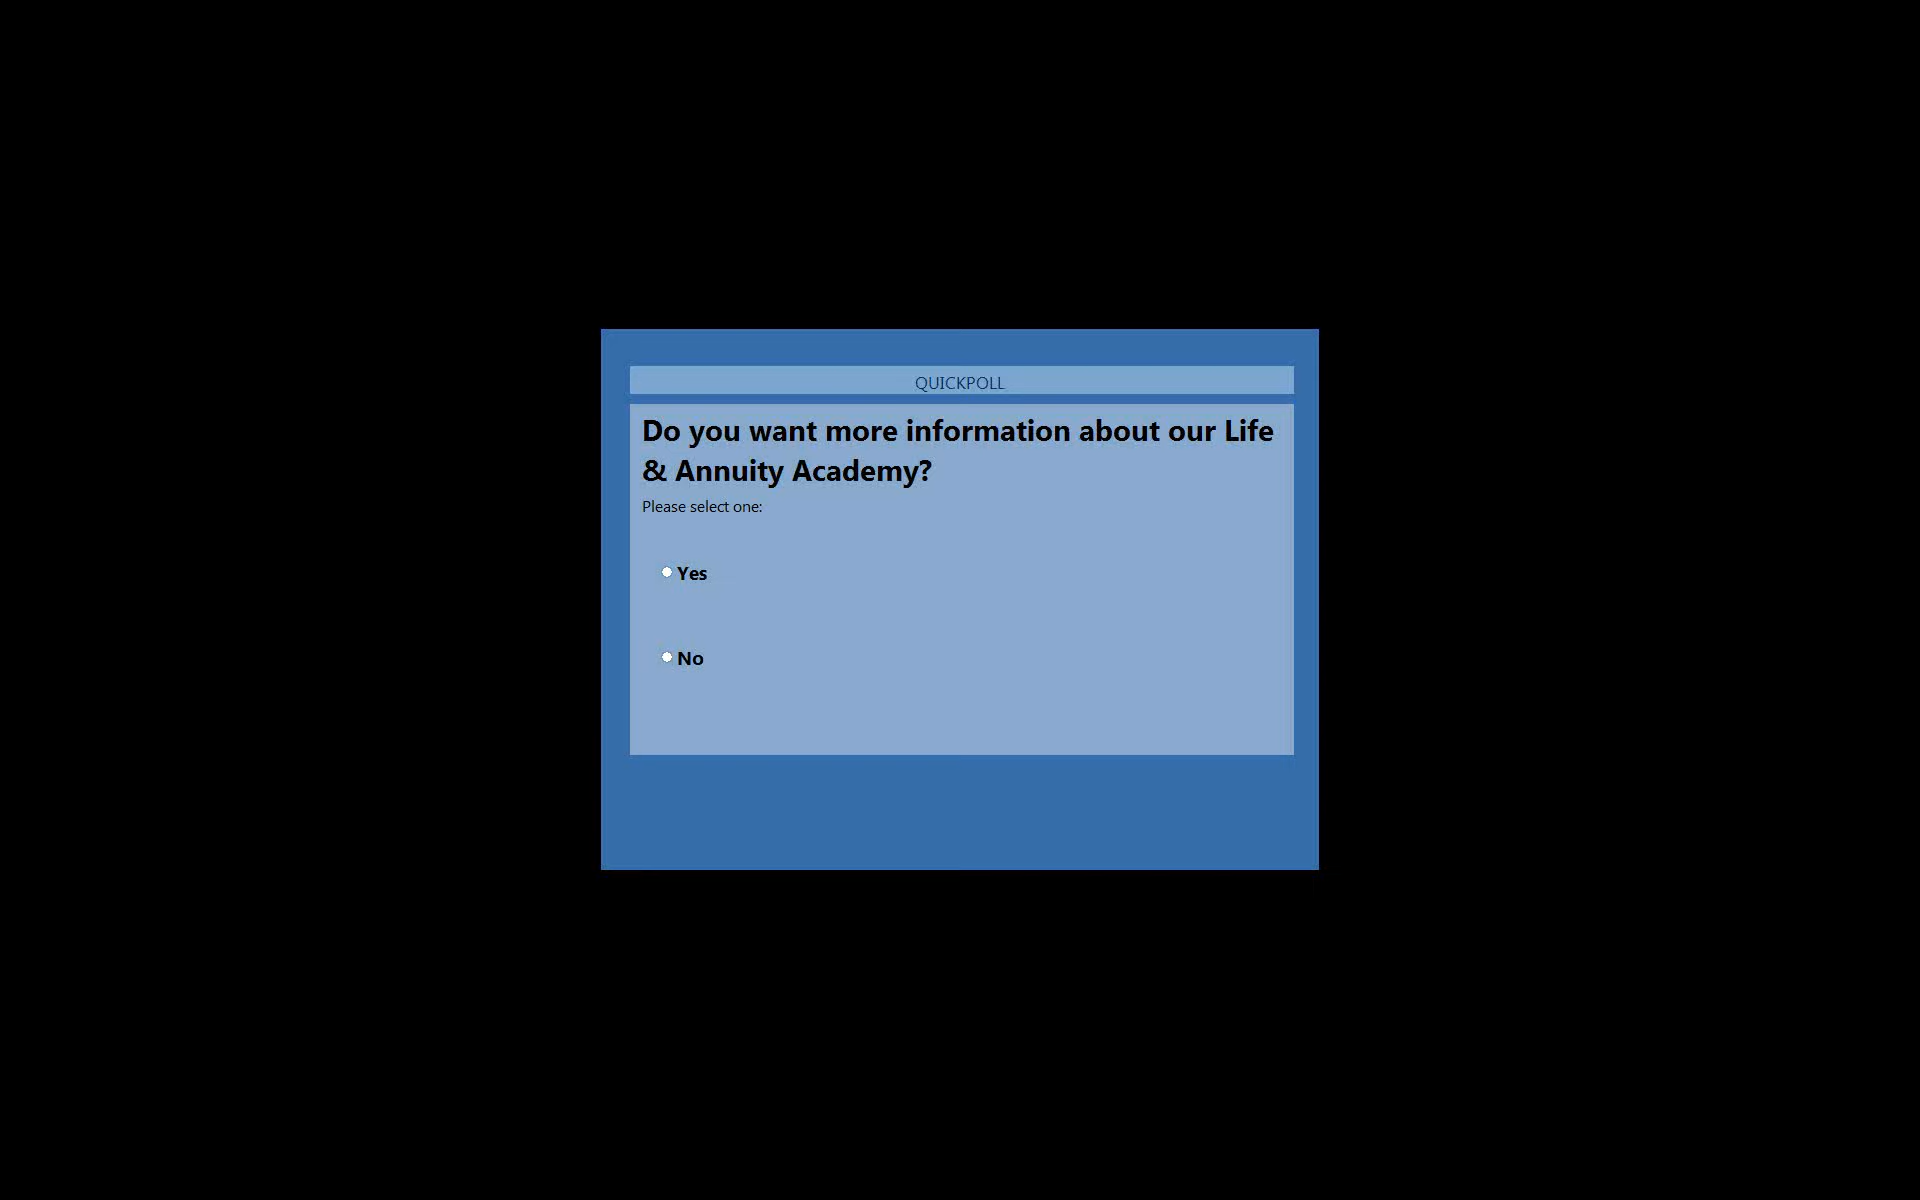 QUICKPOLL
Do you want more information about our Life
& Annuity Academy?
Please select one:
Yes
No